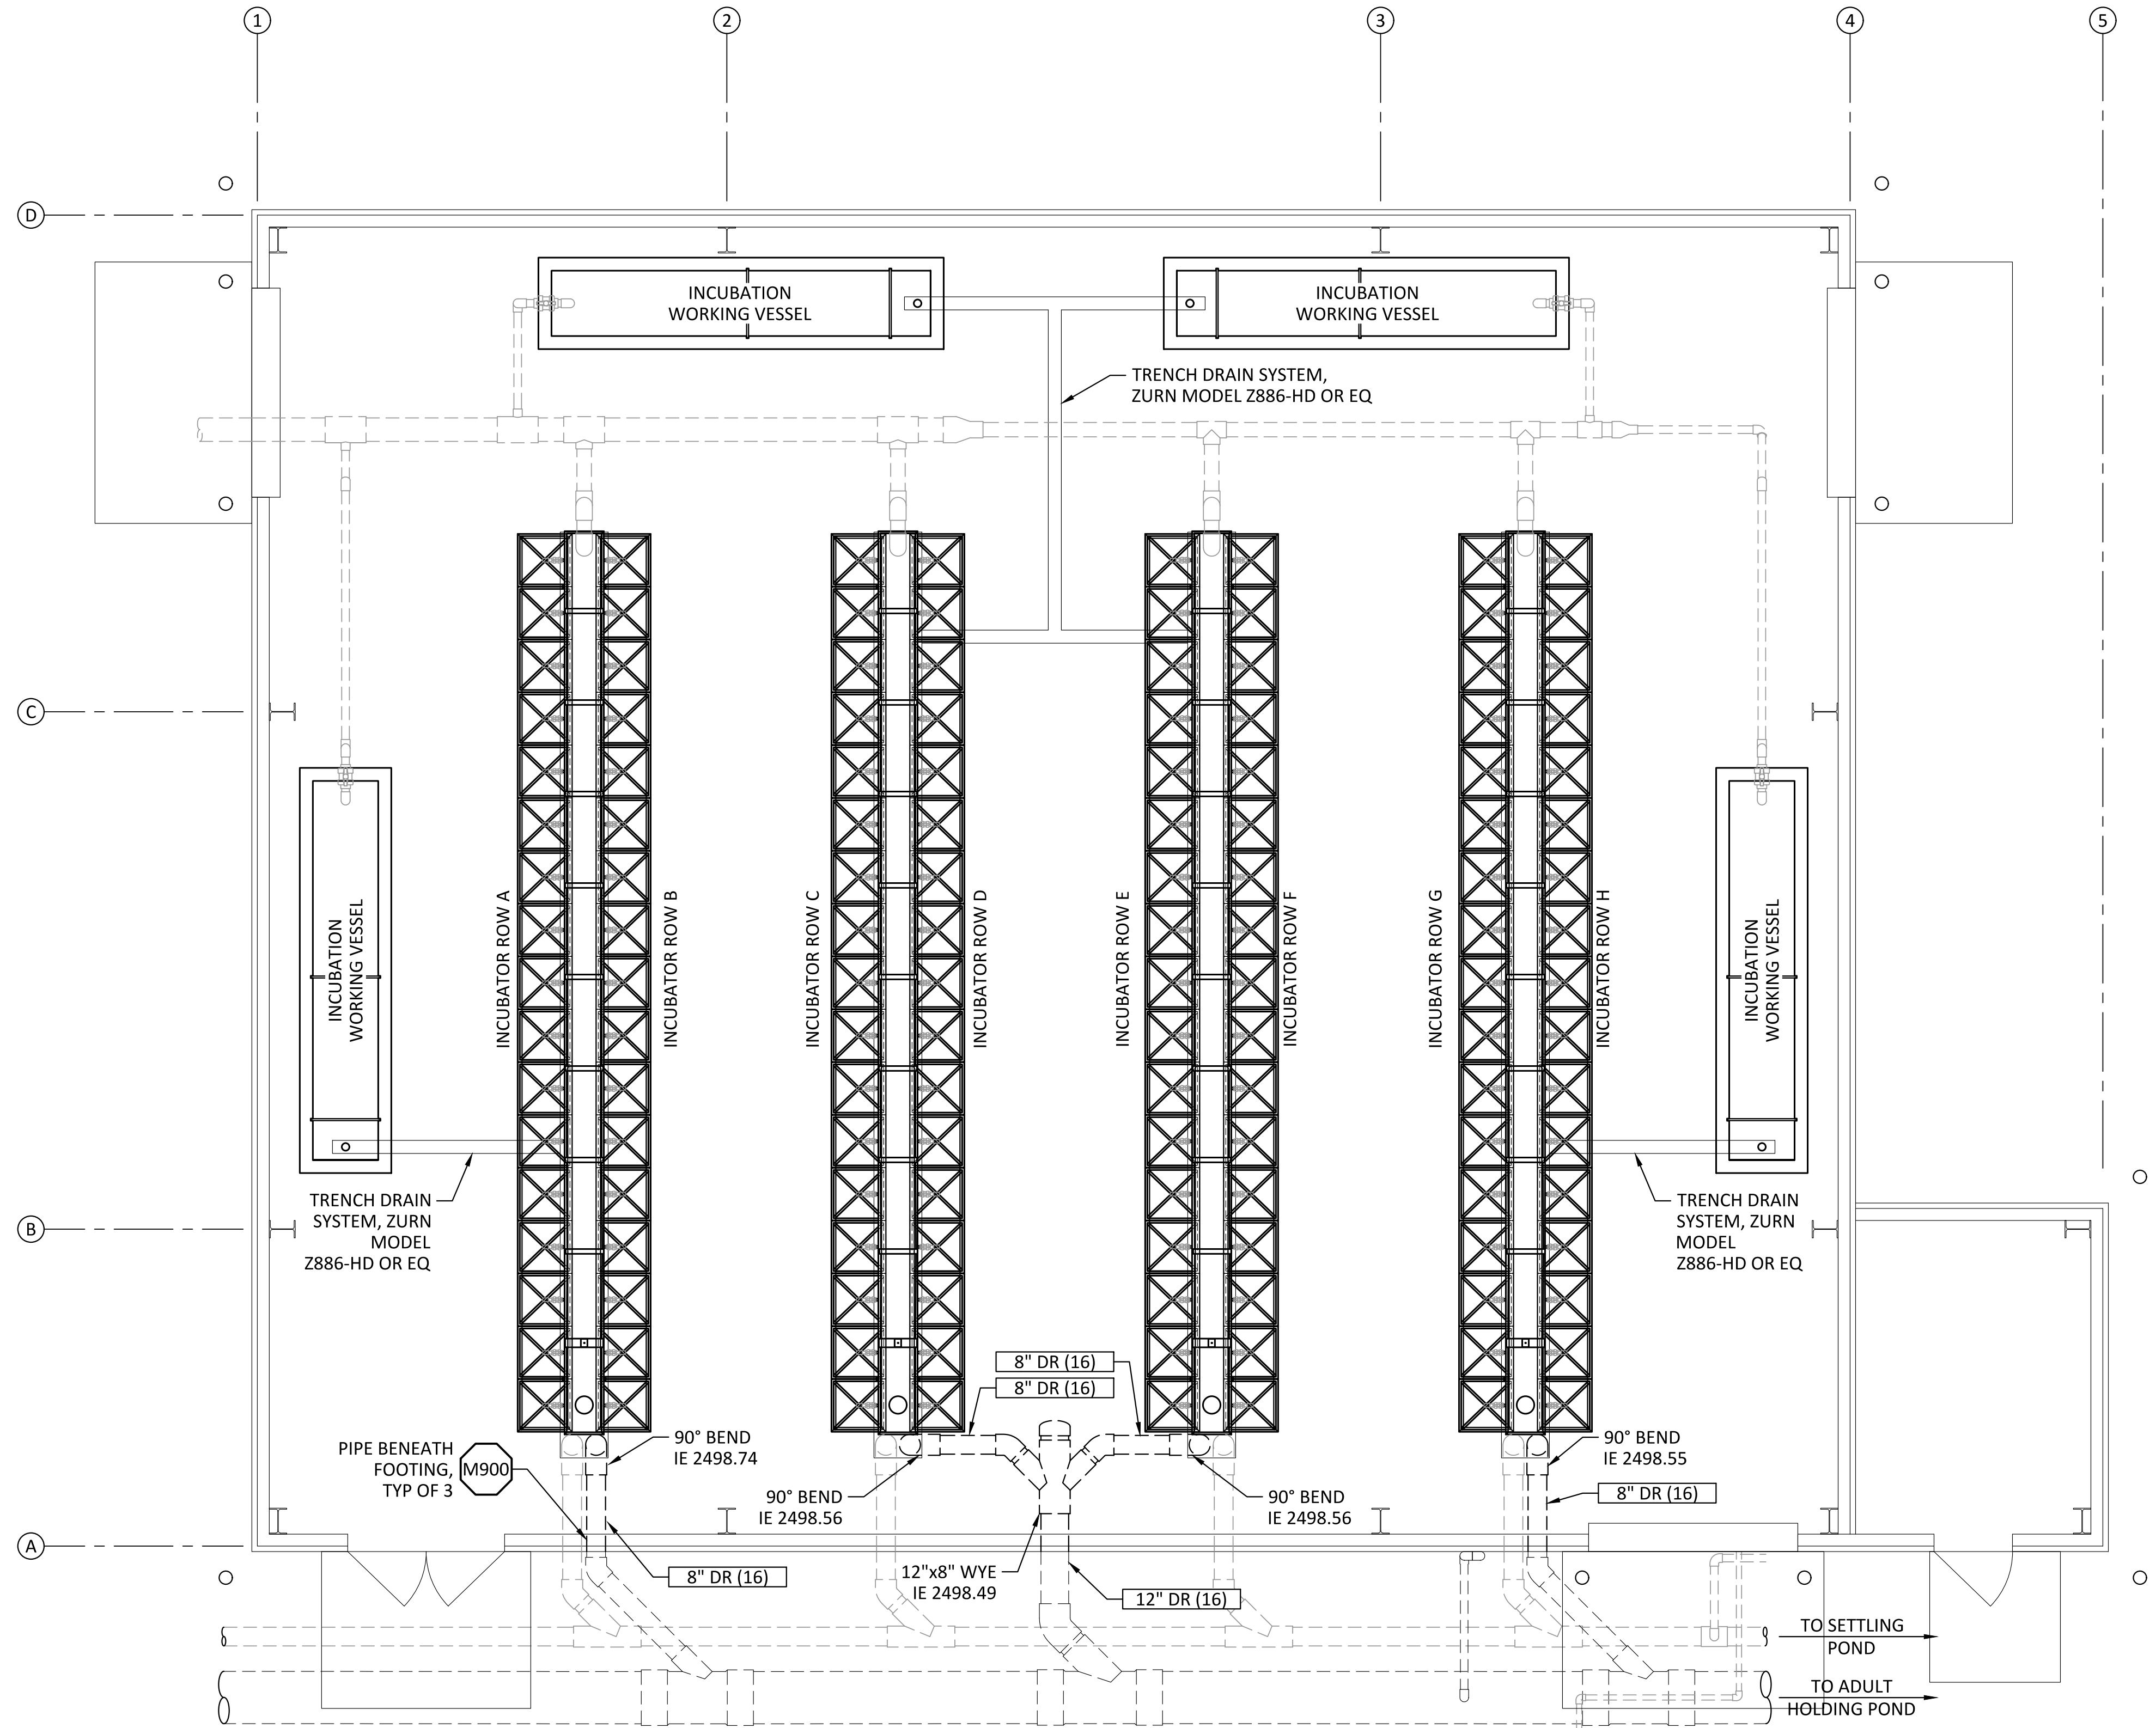 1
2
3
4
5
D
INCUBATION
WORKING VESSEL
INCUBATION
WORKING VESSEL
TRENCH DRAIN SYSTEM,
ZURN MODEL Z886-HD OR EQ
C
INCUBATION
WORKING VESSEL
INCUBATOR ROW A
INCUBATOR ROW B
INCUBATOR ROW C
INCUBATOR ROW D
INCUBATOR ROW E
INCUBATOR ROW F
INCUBATOR ROW G
INCUBATOR ROW H
INCUBATION
WORKING VESSEL
TRENCH DRAIN
SYSTEM, ZURN
MODEL
Z886-HD OR EQ
TRENCH DRAIN
SYSTEM, ZURN
MODEL
Z886-HD OR EQ
B
8" DR (16)
8" DR (16)
PIPE BENEATH
FOOTING,
TYP OF 3
M900
90° BEND
IE 2498.74
90° BEND
IE 2498.56
90° BEND
IE 2498.56
90° BEND
IE 2498.55
8" DR (16)
A
8" DR (16)
12"x8" WYE
IE 2498.49
12" DR (16)
TO SETTLING
POND
TO ADULT
HOLDING POND